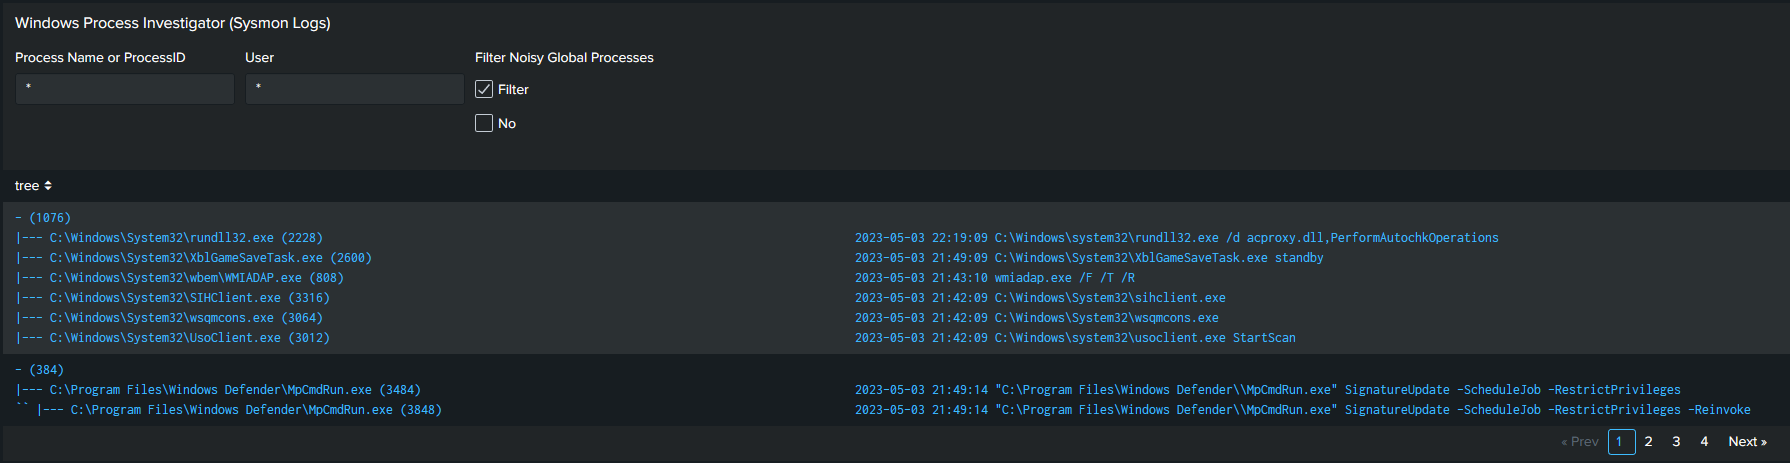 Windows Process Investigator (Sysmon Logs)
Process Name or ProcessID User Filter Noisy Global Processes
* * Filter
No
tree
- (1076)
|--- C:\Windows\System32\rundll32.exe (2228) 2023-05-03 22:19:09 C:\Windows\system32\rundll32.exe /d acproxy.dll,PerformAutochkOperations
|--- C:\Windows\System32\XblGameSaveTask.exe (2600) 2023-05-03 21:49:09 C:\Windows\System32\XblGameSaveTask.exe standby
|--- C:\Windows\System32\wbem\WMIADAP.exe (808) 2023-05-03 21:43:10 wmiadap.exe /F /T /R
|--- C:\Windows\System32\SIHClient.exe (3316) 2023-05-03 21:42:09 C:\Windows\System32\sihclient.exe
|--- C:\Windows\System32\wsqmcons.exe (3064) 2023-05-03 21:42:09 C:\Windows\System32\wsqmcons.exe
|--- C:\Windows\System32\UsoClient.exe (3012) 2023-05-03 21:42:09 C:\Windows\system32\usoclient.exe StartScan
- (384)
|--- C:\Program Files\Windows Defender\MpCmdRun.exe (3484) 2023-05-03 21:49:14 "C:\Program Files\Windows Defender\\MpCmdRun.exe" SignatureUpdate -ScheduleJob -RestrictPrivileges
`` |--- C:\Program Files\Windows Defender\MpCmdRun.exe (3848) 2023-05-03 21:49:14 "C:\Program Files\Windows Defender\\MpCmdRun.exe" SignatureUpdate -ScheduleJob -RestrictPrivileges -Reinvoke
« Prev 1 2 3 4 Next »